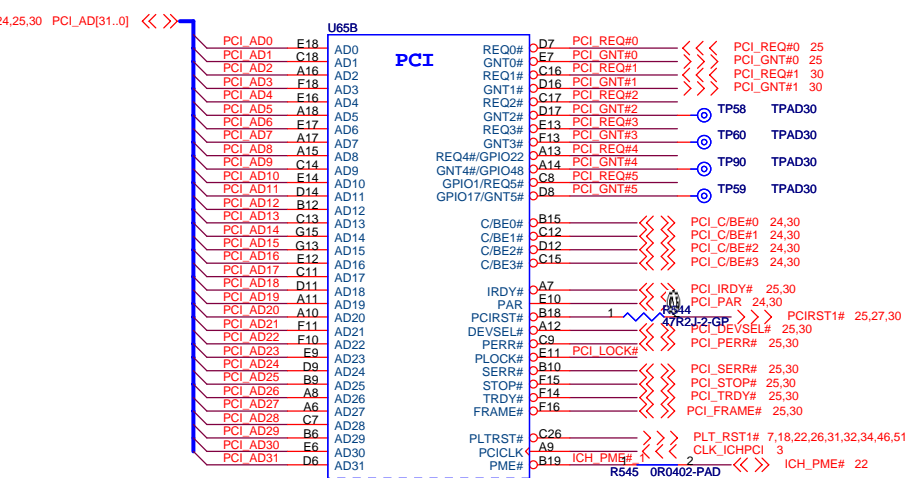 24,25,30 PCI_AD[31..0]
U65B
PCI
PCI_AD0 E18 AD0 REQ0# D7 PCI_REQ#0 PCI_REQ#0 25
PCI_AD1 C18 AD1 GNT0# E7 PCI_GNT#0 PCI_GNT#0 25
PCI_AD2 A16 AD2 REQ1# C16 PCI_REQ#1 PCI_REQ#1 30
PCI_AD3 F18 AD3 GNT1# D16 PCI_GNT#1 PCI_GNT#1 30
PCI_AD4 E16 AD4 REQ2# C17 PCI_REQ#2
PCI_AD5 A18 AD5 GNT2# D17 PCI_GNT#2 TP58 TPAD30
PCI_AD6 E17 AD6 REQ3# E13 PCI_REQ#3
PCI_AD7 A17 AD7 GNT3# F13 PCI_GNT#3 TP60 TPAD30
PCI_AD8 A15 AD8 REQ4#/GPIO22 A13 PCI_REQ#4
PCI_AD9 C14 AD9 GNT4#/GPIO48 A14 PCI_GNT#4 TP90 TPAD30
PCI_AD10 E14 AD10 GPIO1/REQ5# C8 PCI_REQ#5
PCI_AD11 D14 AD11 GPIO17/GNT5# D8 PCI_GNT#5 TP59 TPAD30
PCI_AD12 B12 AD12
PCI_AD13 C13 AD13 C/BE0# B15 PCI_C/BE#0 24,30
PCI_AD14 G15 AD14 C/BE1# C12 PCI_C/BE#1 24,30
PCI_AD15 G13 AD15 C/BE2# D12 PCI_C/BE#2 24,30
PCI_AD16 E12 AD16 C/BE3# C15 PCI_C/BE#3 24,30
PCI_AD17 C11 AD17
PCI_AD18 D11 AD18 IRDY# A7 PCI_IRDY# 25,30
PCI_AD19 A11 AD19 PAR E10 PCI_PAR 24,30
PCI_AD20 A10 AD20 PCIRST# B18 1 R544 47R2J-2-GP PCIRST1# 25,27,30
PCI_AD21 F11 AD21 DEVSEL# A12 PCI_DEVSEL# 25,30
PCI_AD22 F10 AD22 PERR# C9 PCI_PERR# 25,30
PCI_AD23 E9 AD23 PLOCK# E11 PCI_LOCK#
PCI_AD24 D9 AD24 SERR# B10 PCI_SERR# 25,30
PCI_AD25 B9 AD25 STOP# F15 PCI_STOP# 25,30
PCI_AD26 A8 AD26 TRDY# F14 PCI_TRDY# 25,30
PCI_AD27 A6 AD27 FRAME# F16 PCI_FRAME# 25,30
PCI_AD28 C7 AD28
PCI_AD29 B6 AD29 PLTRST# C26 PLT_RST1# 7,18,22,26,31,32,34,46,51
PCI_AD30 E6 AD30 PCICLK A9 CLK_ICHPCI 3
PCI_AD31 D6 AD31 PME# B19 ICH_PME#_1 1 2 ICH_PME# 22
R545 0R0402-PAD